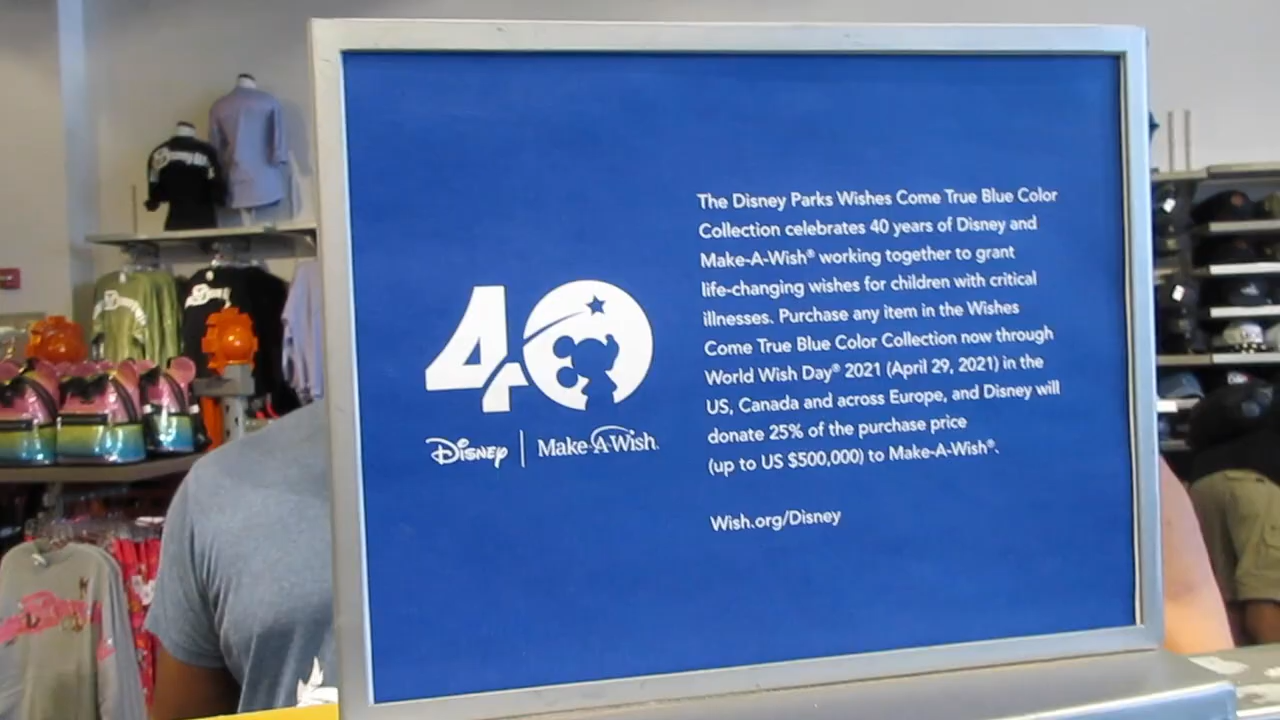 The Disney Parks Wishes Come True Blue Color
Collection celebrates 40 years of Disney and
Make-A-Wish® working together to grant
life-changing wishes for children with critical
illnesses. Purchase any item in the Wishes
Come True Blue Color Collection now through
World Wish Day® 2021 (April 29, 2021) in the
US, Canada and across Europe, and Disney will
donate 25% of the purchase price
(up to US $500,000) to Make-A-Wish®.
Wish.org/Disney
40
Disney | Make-A-Wish.